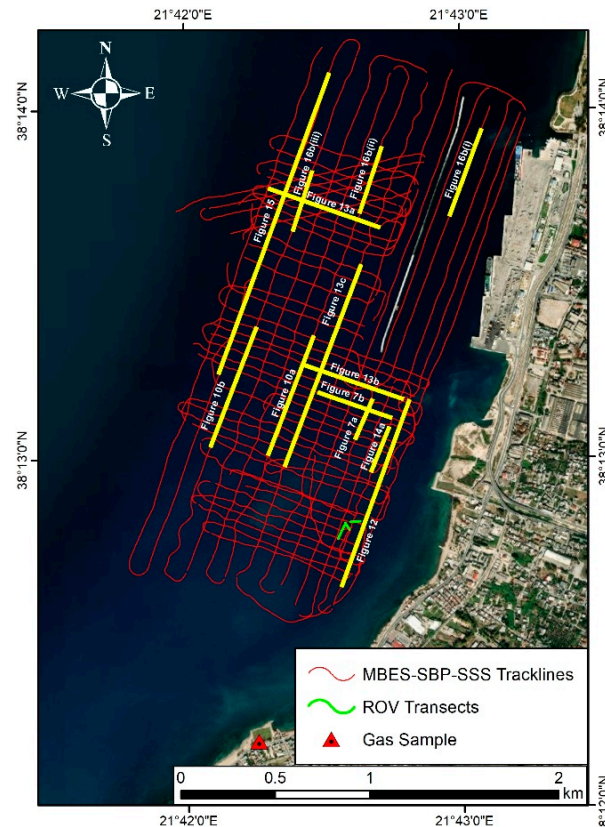 21°42'0"E
21°43'0"E
N
W
E
S
38°14'0"N
38°14'0"N
Figure 16b(iii)
Figure 16b(ii)
Figure 16b(i)
Figure 13a
Figure 15
Figure 13c
Figure 10b
Figure 10a
Figure 13b
Figure 7b
Figure 7a
Figure 14a
38°13'0"N
38°13'0"N
Figure 12
MBES-SBP-SSS Tracklines
ROV Transects
Gas Sample
0
0.5
1
2
km
8°12'0"N
21°42'0"E
21°43'0"E